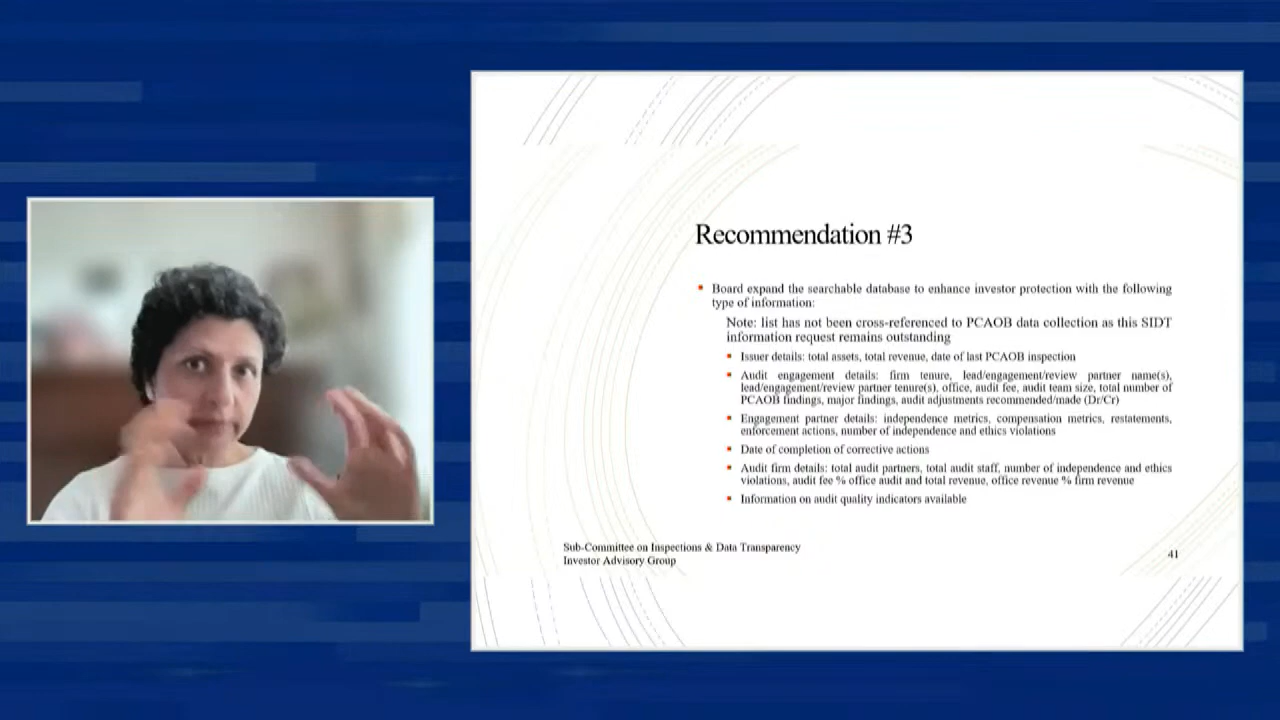 Recommendation #3
Board expand the searchable database to enhance investor protection with the following
type of information:
Note: list has not been cross-referenced to PCAOB data collection as this SIDT
information request remains outstanding
Issuer details: total assets, total revenue, date of last PCAOB inspection
Audit engagement details: firm tenure, lead/engagement/review partner name(s),
lead/engagement/review partner tenure(s), office, audit fee, audit team size, total number of
PCAOB findings, major findings, audit adjustments recommended/made (Dr/Cr)
Engagement partner details: independence metrics, compensation metrics, restatements,
enforcement actions, number of independence and ethics violations
Date of completion of corrective actions
Audit firm details: total audit partners, total audit staff, number of independence and ethics
violations, audit fee % office audit and total revenue, office revenue % firm revenue
Information on audit quality indicators available
Sub-Committee on Inspections & Data Transparency
Investor Advisory Group
41